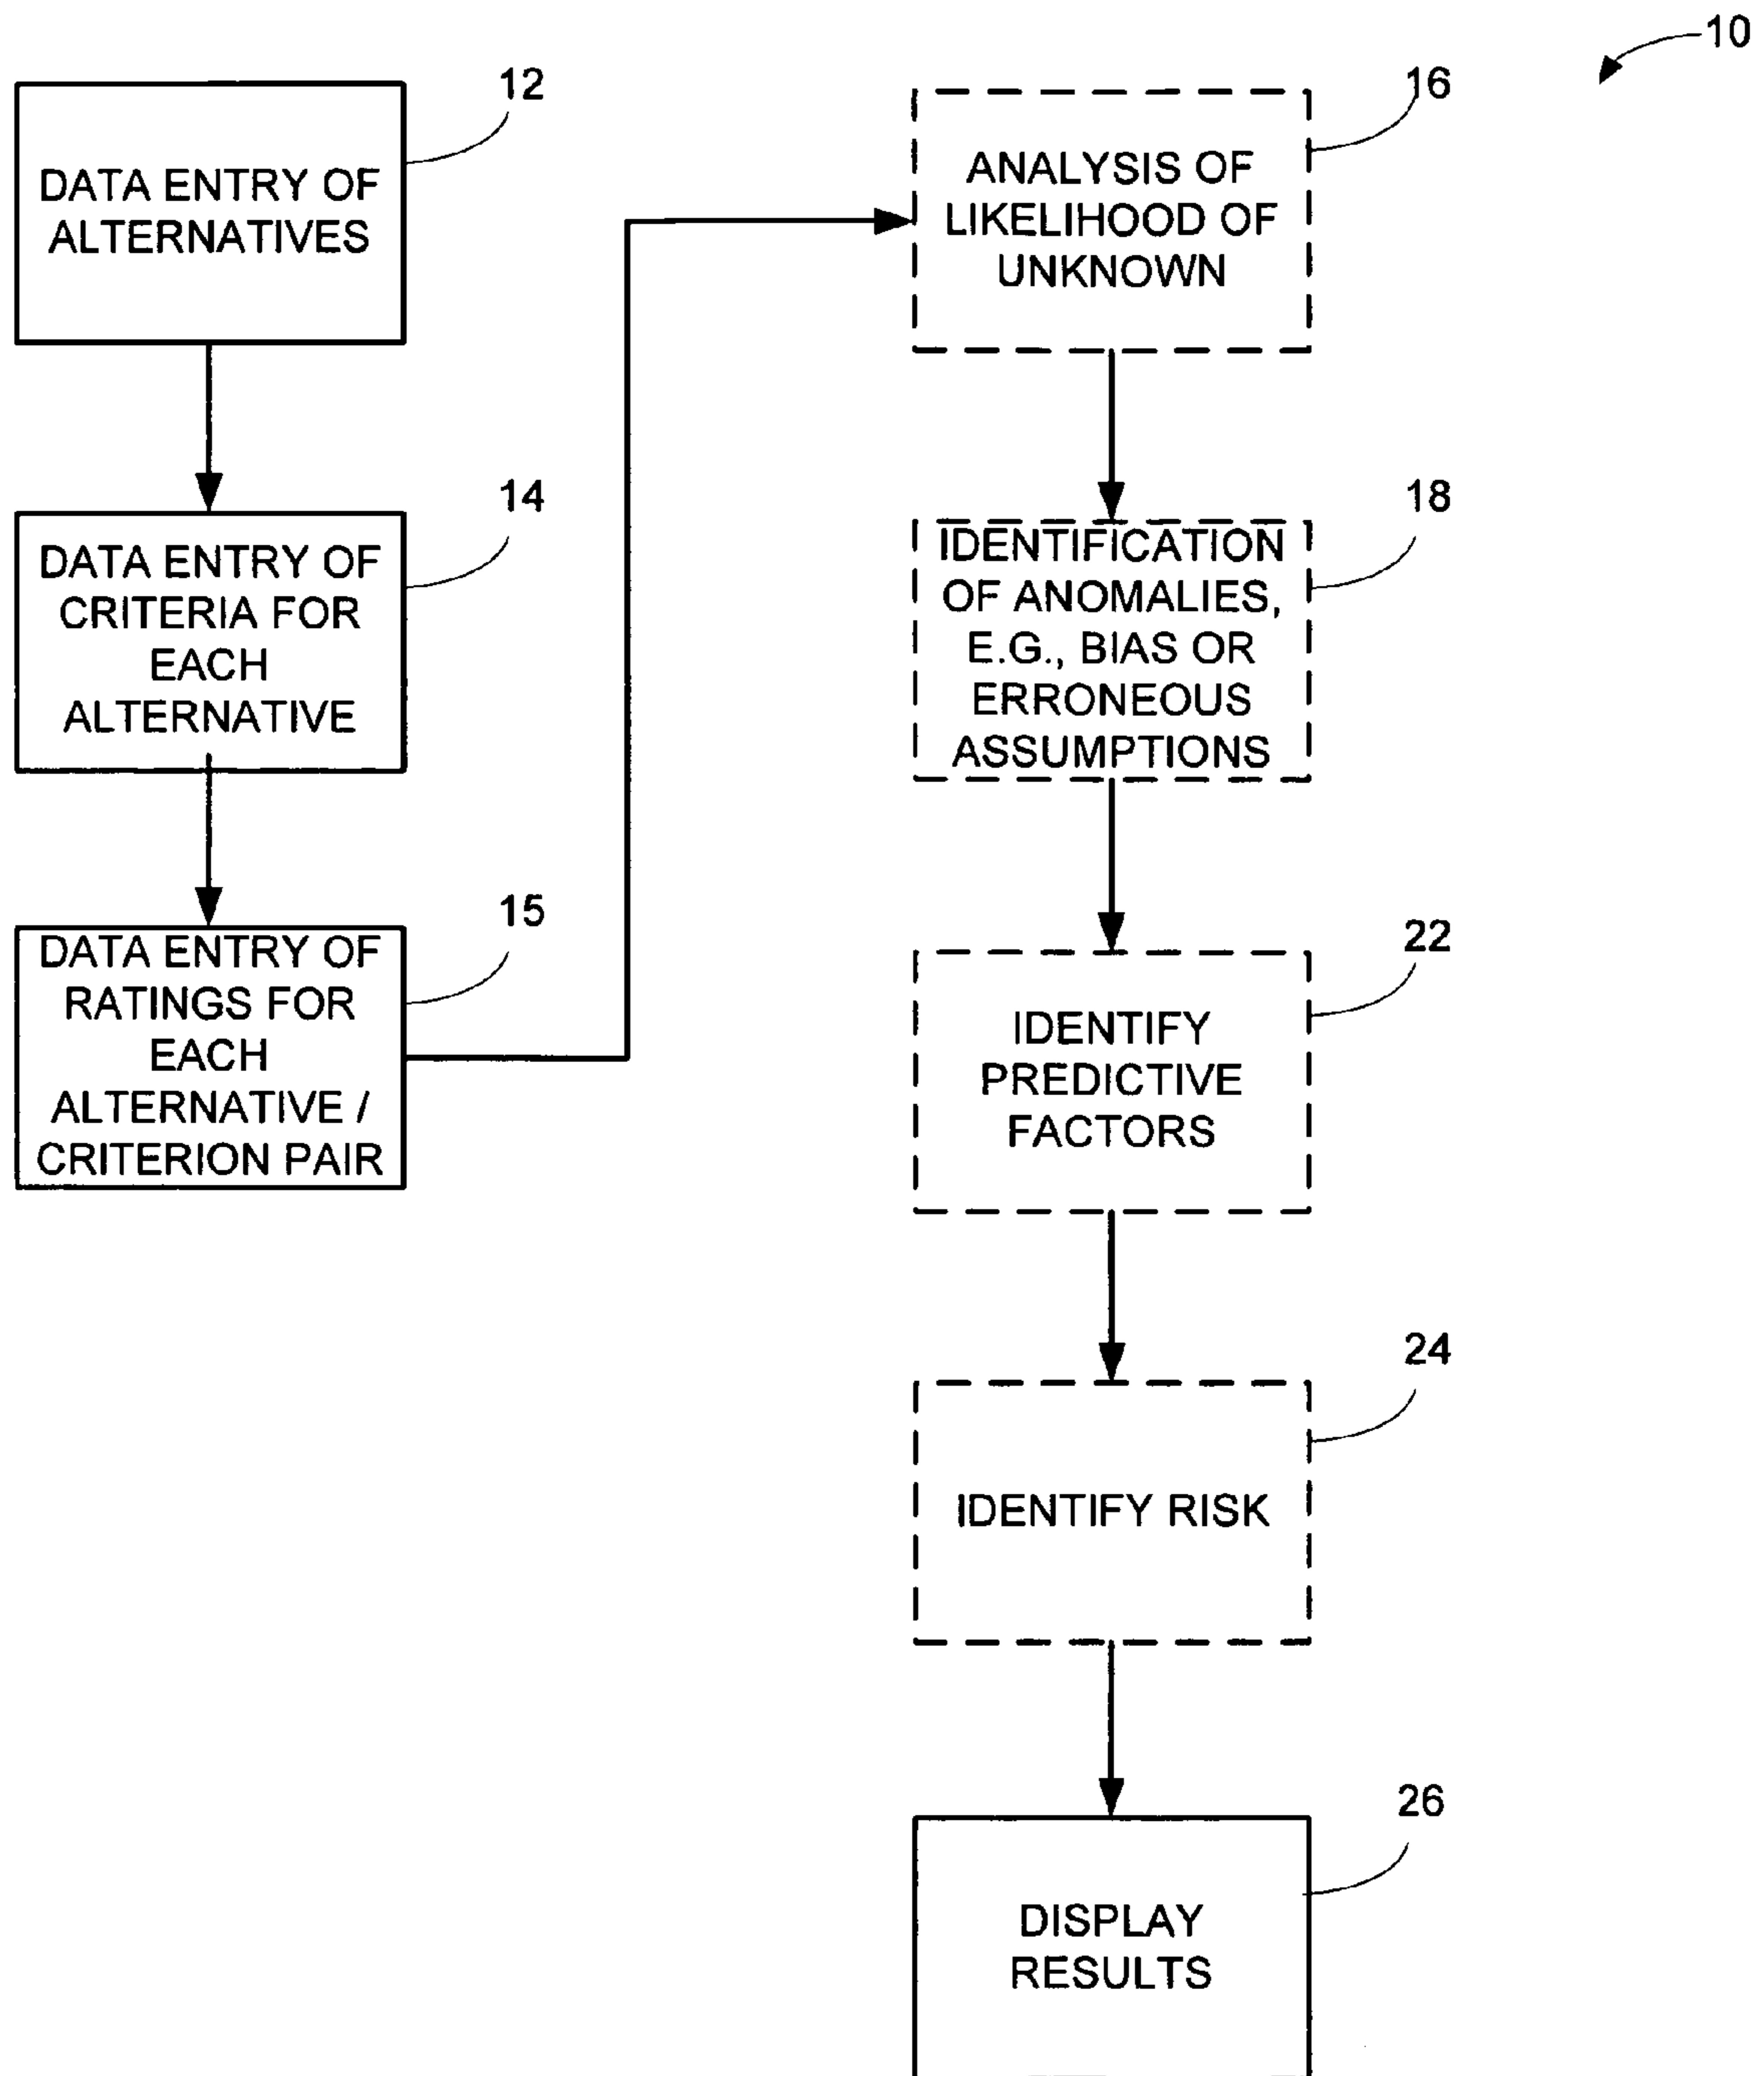 10
12
DATA ENTRY OF
ALTERNATIVES
14
DATA ENTRY OF
CRITERIA FOR
EACH
ALTERNATIVE
15
DATA ENTRY OF
RATINGS FOR
EACH
ALTERNATIVE /
CRITERION PAIR
16
ANALYSIS OF
LIKELIHOOD OF
UNKNOWN
18
IDENTIFICATION
OF ANOMALIES,
E.G., BIAS OR
ERRONEOUS
ASSUMPTIONS
22
IDENTIFY
PREDICTIVE
FACTORS
24
IDENTIFY RISK
26
DISPLAY
RESULTS